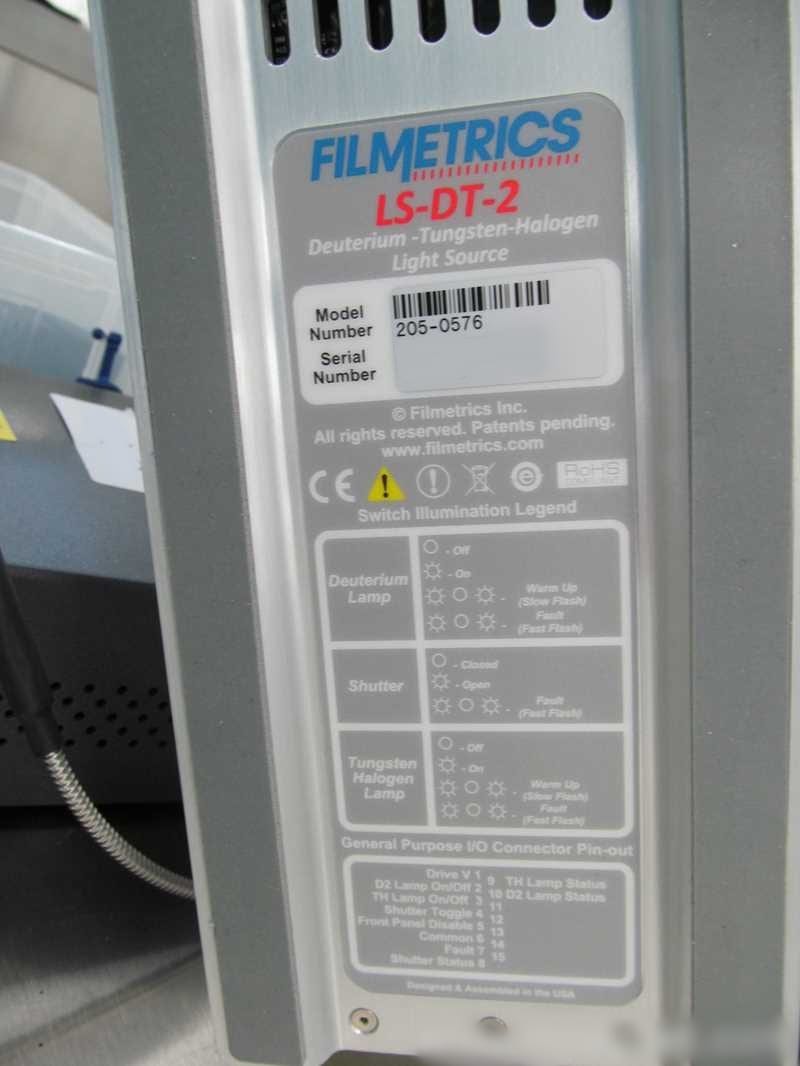 FILMETRICS
LS-DT-2
Deuterium -Tungsten-Halogen
Light Source
Model
Number
205-0576
Serial
Number
© Filmetrics Inc.
All rights reserved. Patents pending.
www.filmetrics.com
CE
RoHS
COMPLIANT
Switch Illumination Legend
Deuterium
Lamp
- Off
- On
- Warm Up
(Slow Flash)
- Fault
(Fast Flash)
Shutter
- Closed
- Open
- Fault
(Fast Flash)
Tungsten
Halogen
Lamp
- Off
- On
- Warm Up
(Slow Flash)
- Fault
(Fast Flash)
General Purpose I/O Connector Pin-out
Drive V 1
9 TH Lamp Status
D2 Lamp On/Off 2
10 D2 Lamp Status
TH Lamp On/Off 3
11
Shutter Toggle 4
12
Front Panel Disable 5
13
Common 6
14
Fault 7
15
Shutter Status 8
Designed & Assembled in the USA